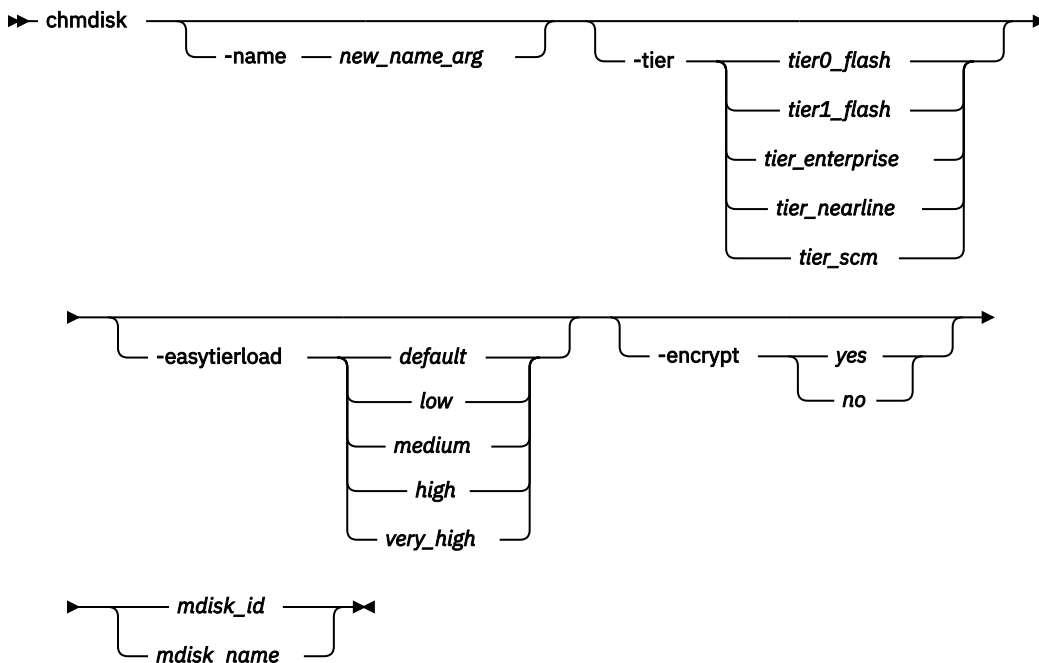 chmdisk
-name new_name_arg -tier tier0_flash
tier1_flash
tier_enterprise
tier_nearline
tier_scm
-easytierload default -encrypt yes
low no
medium
high
very_high
mdisk_id
mdisk_name